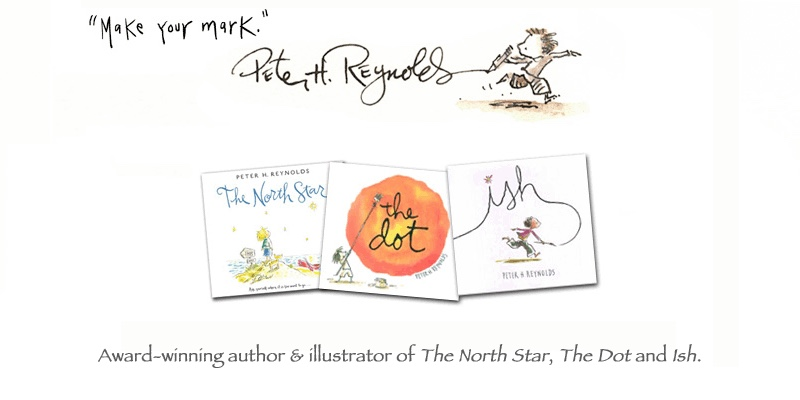 "Make your mark."
Peter H. Reynolds
PETER H. REYNOLDS
The North Star
the
dot
PETER H. REYNOLDS
ish
PETER H. REYNOLDS
Award-winning author & illustrator of The North Star, The Dot and Ish.